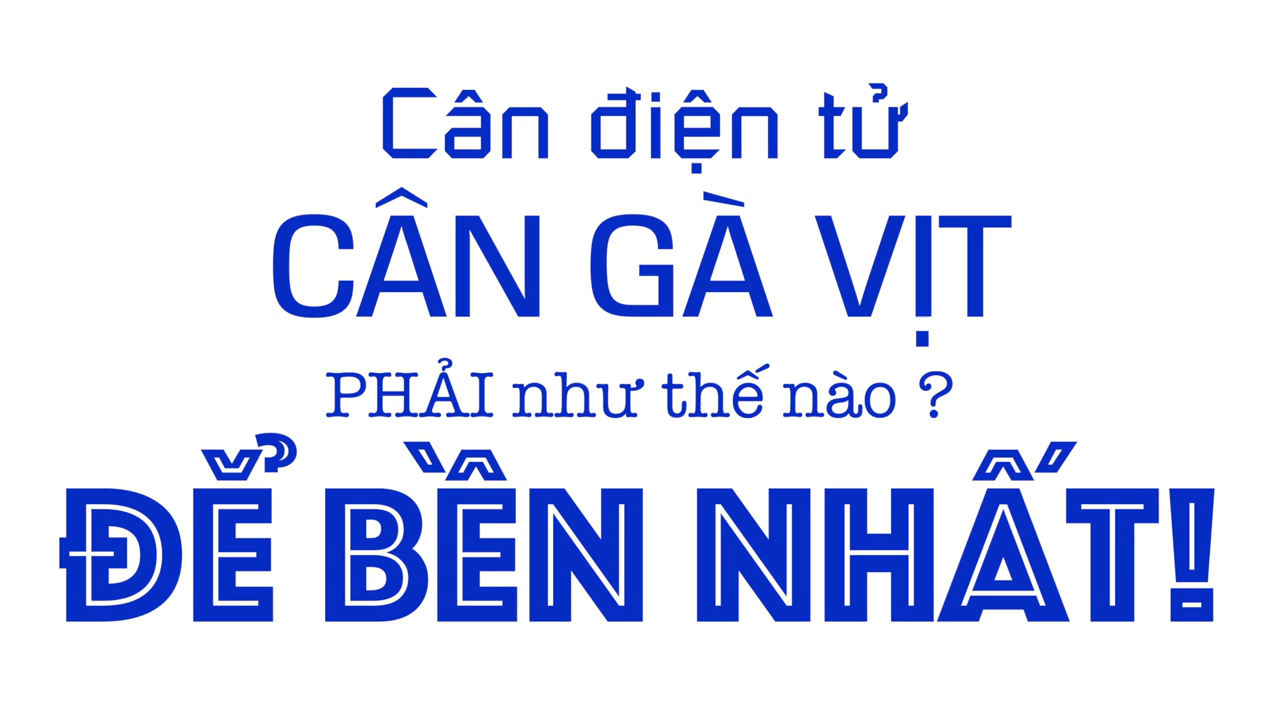 Cân điện tử
CÂN GÀ VỊT
PHẢI như thế nào ?
ĐỂ BỀN NHẤT!